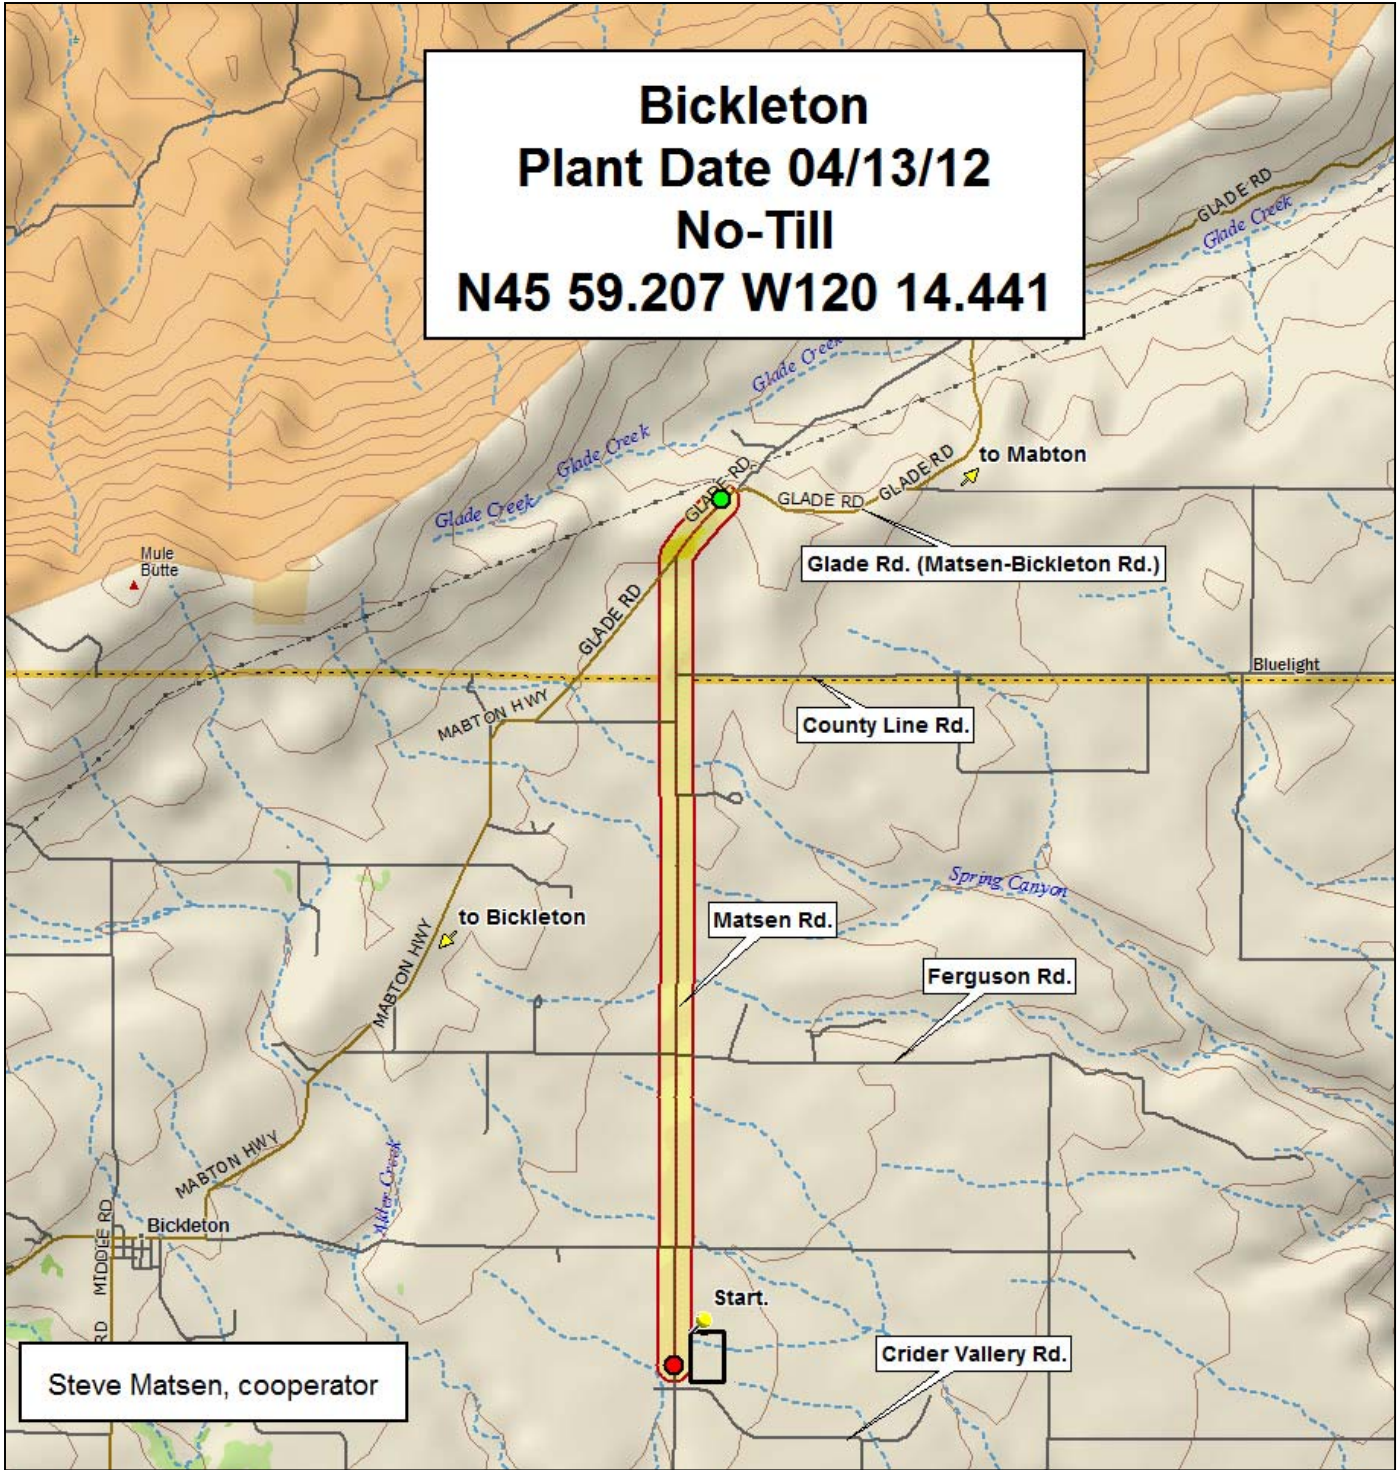 Bickleton
Plant Date 04/13/12
No-Till
N45 59.207 W120 14.441
GLADE RD
Glade Creek
Glade Creek
to Mabton
Glade Creek
GLADE RD
GLADE RD
GLADE RD
Glade Creek
Mule
Butte
Glade Rd. (Matsen-Bickleton Rd.)
GLADE RD
Bluelight
MABTON HWY
County Line Rd.
Spring Canyon
to Bickleton
Matsen Rd.
MABTON HWY
Ferguson Rd.
MABTON HWY
Alder Creek
Bickleton
MIDDLE RD
Start.
RD
Crider Vallery Rd.
Steve Matsen, cooperator